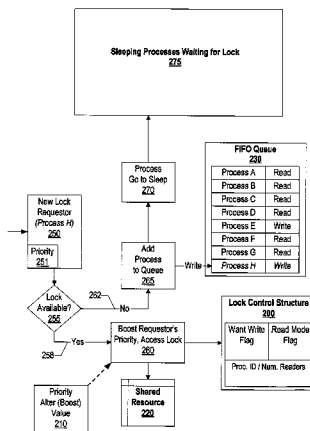 Sleeping Processes Waiting for Lock
275
Process
Go to Sleep
270
FIFO Queue
230
Process A Read
Process B Read
Process C Read
Process D Read
Process E Write
Process F Read
Process G Read
Process H Write
New Lock
Requestor
(Process H)
250
Priority
251
Add
Process
to Queue
265
Write
Lock
Available?
255
262
No
258
Yes
Boost Requestor's
Priority, Access Lock
260
Lock Control Structure
200
Want Write
Flag
Read Mode
Flag
Proc. ID / Num. Readers
Priority
Alter (Boost)
Value
210
Shared
Resource
220